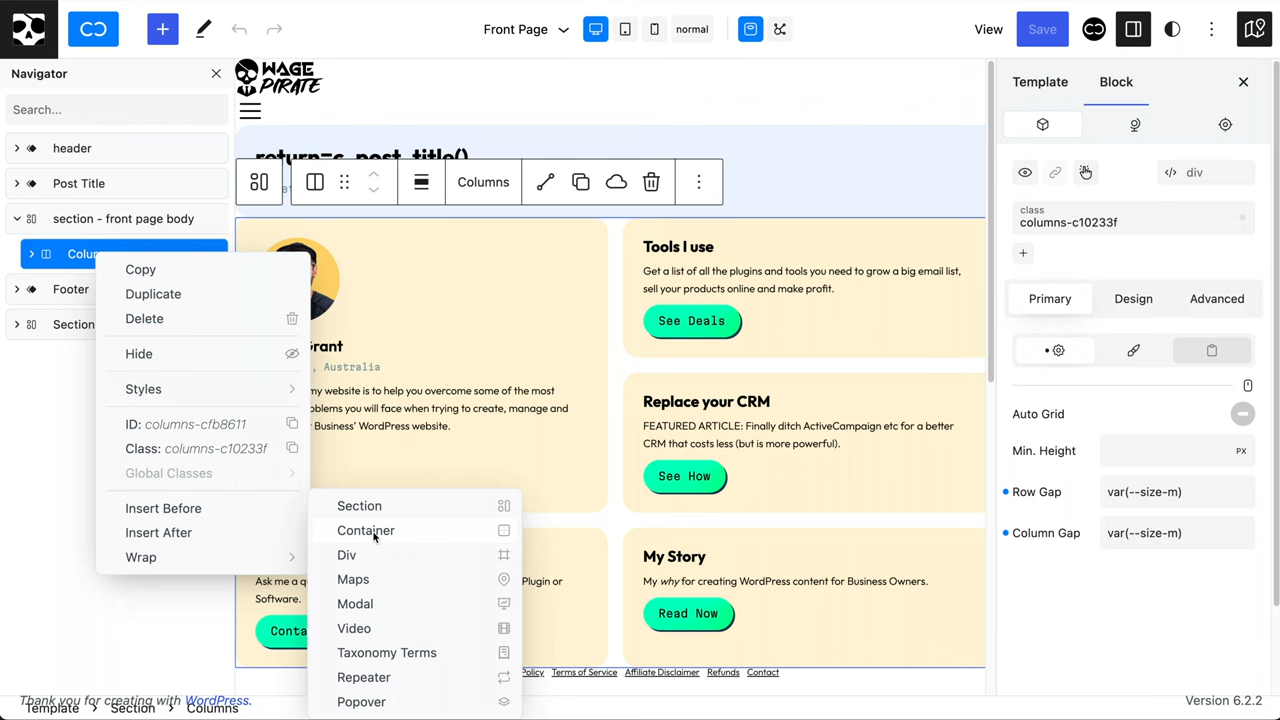 Front Page
normal
View
Save
Navigator
Search...
header
Post Title
section - front page body
Footer
Section
Copy
Duplicate
Delete
Hide
Styles
ID: columns-cfb8611
Class: columns-c10233f
Global Classes
Insert Before
Insert After
Wrap
Section
Container
Div
Maps
Modal
Video
Taxonomy Terms
Repeater
Popover
WAGE
PIRATE
return=c_post_title()
Columns
Grant
, Australia
my website is to help you overcome some of the most
you will face when trying to create, manage and
Business' WordPress website.
Ask me a
Plugin or
Software.
Tools I use
Get a list of all the plugins and tools you need to grow a big email list,
sell your products online and make profit.
See Deals
Replace your CRM
FEATURED ARTICLE: Finally ditch ActiveCampaign etc for a better
CRM that costs less (but is more powerful).
See How
My Story
My why for creating WordPress content for Business Owners.
Read Now
Policy Terms of Service Affiliate Disclaimer Refunds Contact
Template Block
</> div
class
columns-c10233f
Primary Design Advanced
Auto Grid
Min. Height PX
Row Gap var(--size-m)
Column Gap var(--size-m)
Thank you for creating with WordPress.
Version 6.2.2
Template > Section > Columns